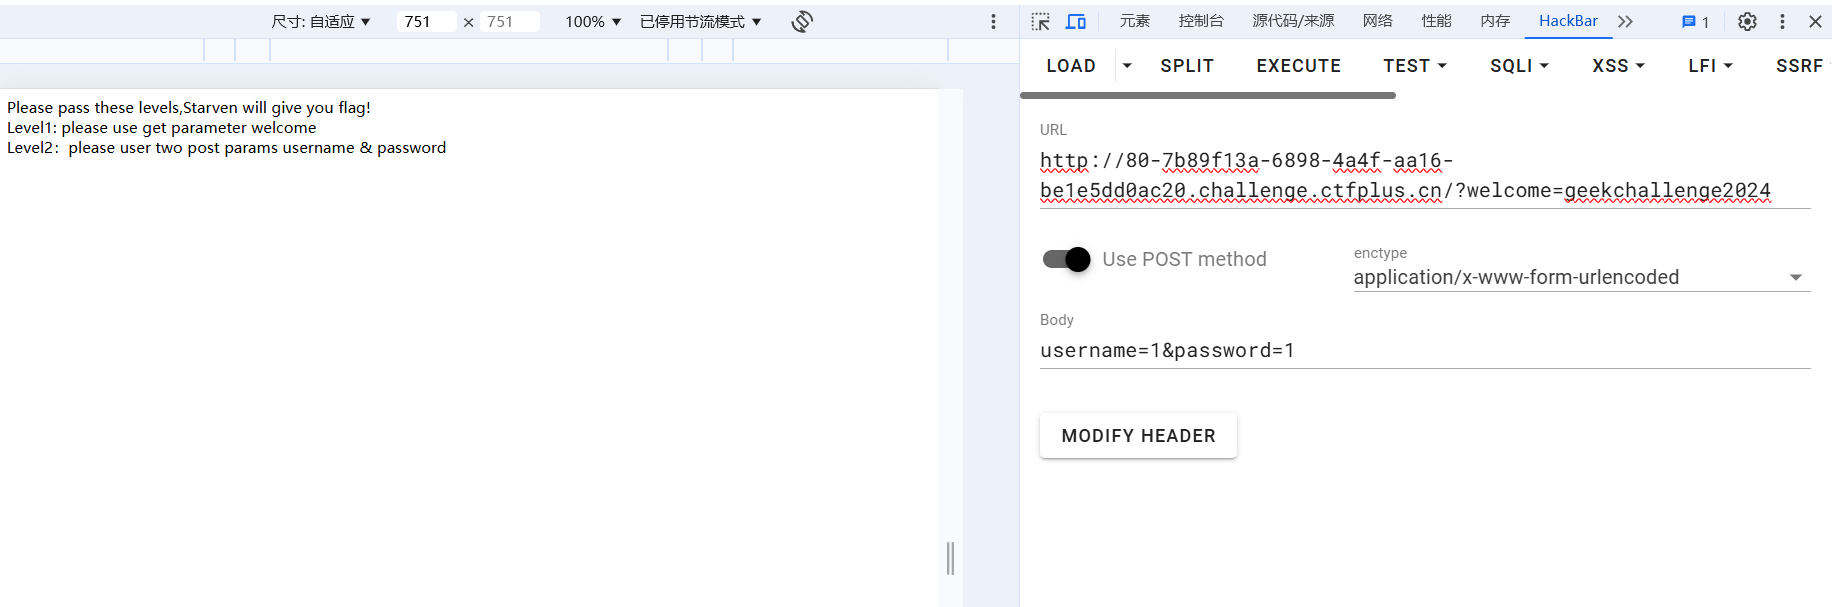 尺寸: 自适应 751 × 751 100% 已停用节流模式
元素 控制台 源代码/来源 网络 性能 内存 HackBar 1
LOAD SPLIT EXECUTE TEST SQLI XSS LFI SSRF
Please pass these levels,Starven will give you flag!
Level1: please use get parameter welcome
Level2：please user two post params username & password
URL
http://80-7b89f13a-6898-4a4f-aa16-
be1e5dd0ac20.challenge.ctfplus.cn/?welcome=geekchallenge2024
Use POST method
enctype
application/x-www-form-urlencoded
Body
username=1&password=1
MODIFY HEADER